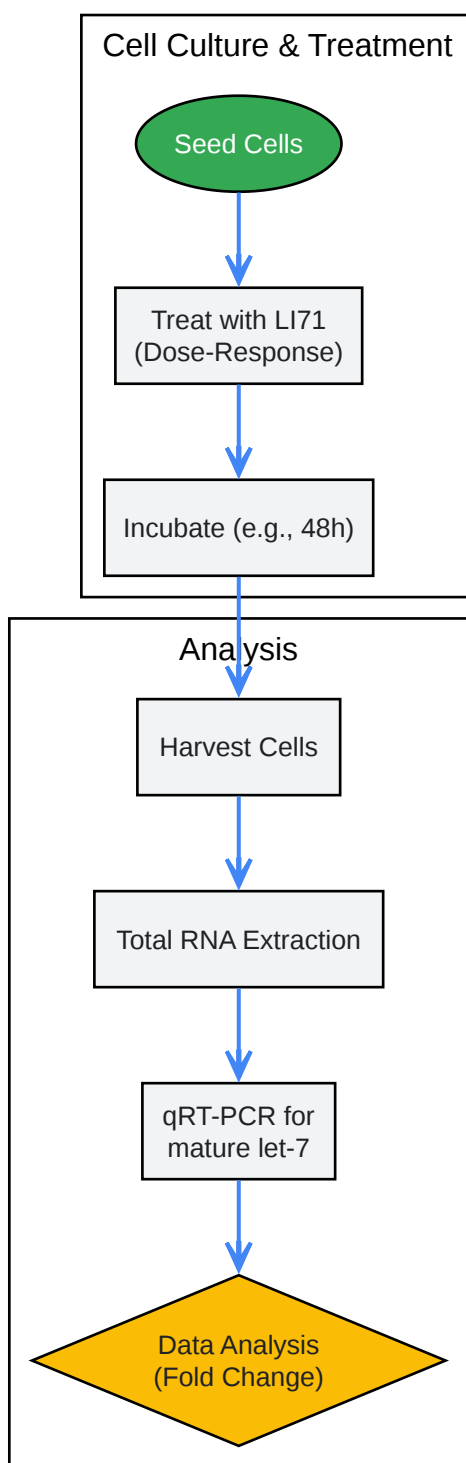 Cell Culture & Treatment
Seed Cells
Treat with LI71
(Dose-Response)
Incubate (e.g., 48h)
Analysis
Harvest Cells
Total RNA Extraction
qRT-PCR for
mature let-7
Data Analysis
(Fold Change)